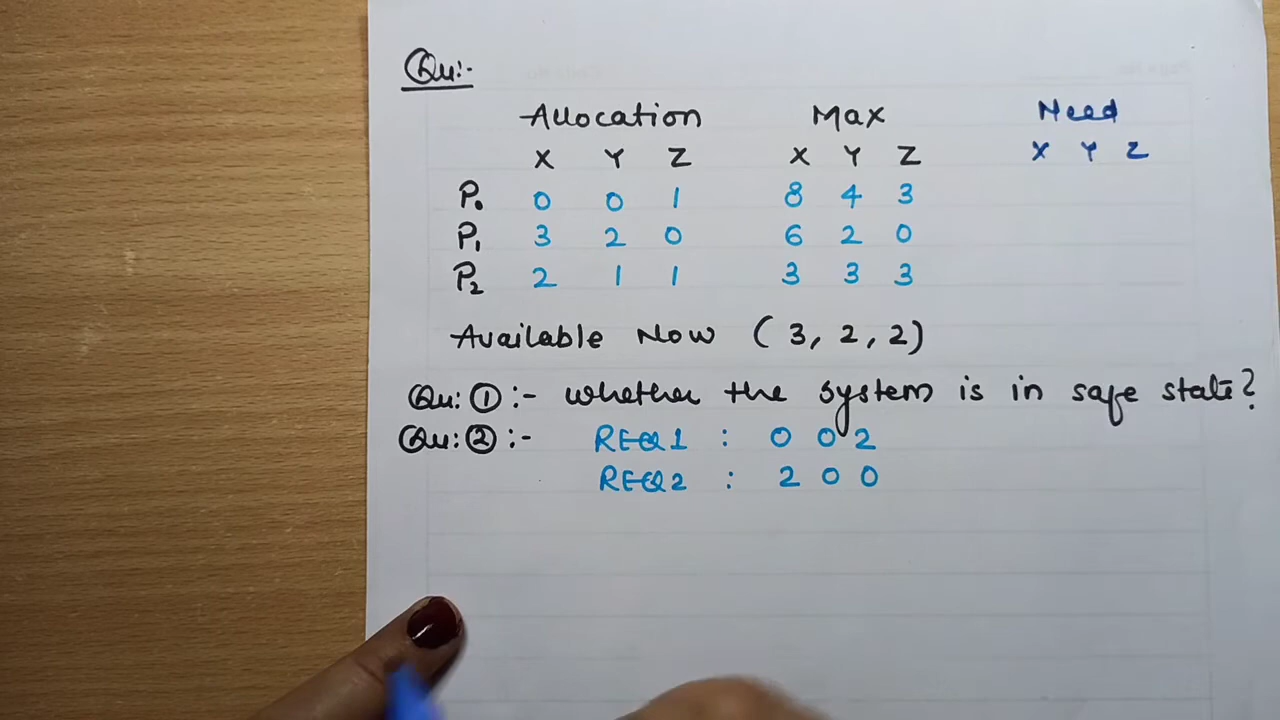 Qu:-
Allocation Max Need
X Y Z X Y Z X Y Z
P0 0 0 1 8 4 3
P1 3 2 0 6 2 0
P2 2 1 1 3 3 3
Available Now (3, 2, 2)
Qu: ① :- whether the system is in safe state?
Qu: ② :- REQ1 : 0 0 2
REQ2 : 2 0 0